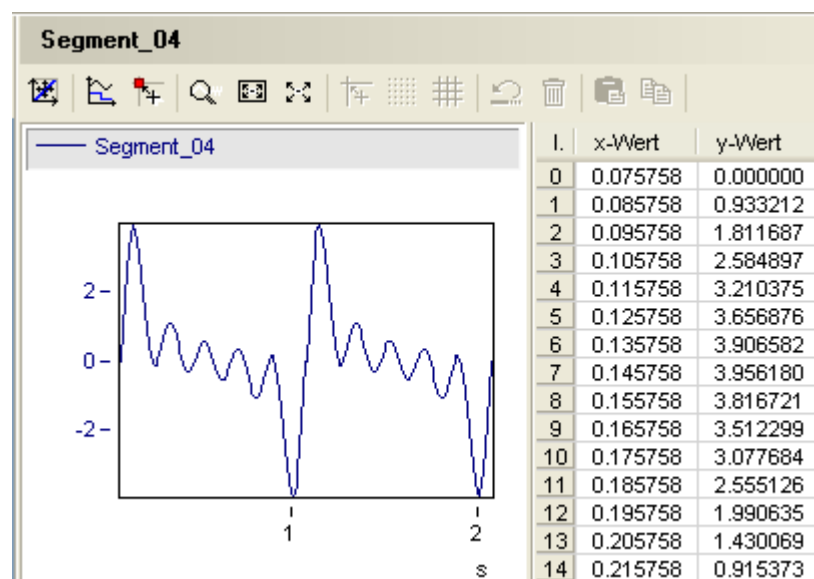 Segment_04
Segment_04
2
0
-2
1
2
s
I. x-Wert y-Wert
0 0.075758 0.000000
1 0.085758 0.933212
2 0.095758 1.811687
3 0.105758 2.584897
4 0.115758 3.210375
5 0.125758 3.656876
6 0.135758 3.906582
7 0.145758 3.956180
8 0.155758 3.816721
9 0.165758 3.512299
10 0.175758 3.077684
11 0.185758 2.555126
12 0.195758 1.990635
13 0.205758 1.430069
14 0.215758 0.915373